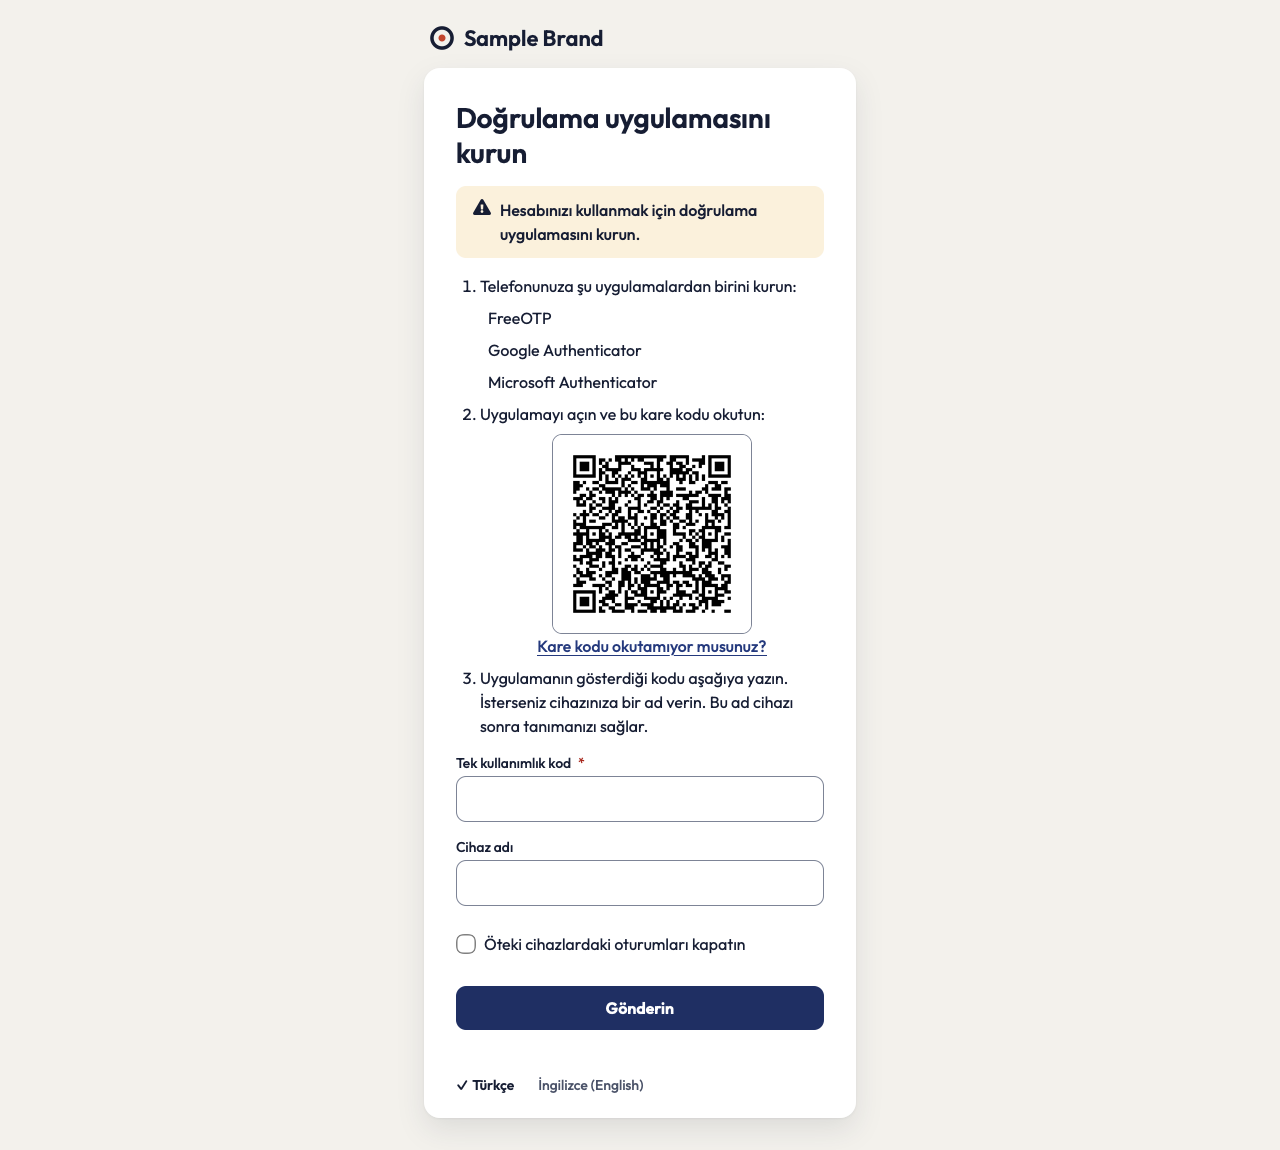 Sample Brand
Doğrulama uygulamasını
kurun
Hesabınızı kullanmak için doğrulama
uygulamasını kurun.
1. Telefonunuza şu uygulamalardan birini kurun:
FreeOTP
Google Authenticator
Microsoft Authenticator
2. Uygulamayı açın ve bu kare kodu okutun:
Kare kodu okutamıyor musunuz?
3. Uygulamanın gösterdiği kodu aşağıya yazın.
İsterseniz cihazınıza bir ad verin. Bu ad cihazı
sonra tanımanızı sağlar.
Tek kullanımlık kod *
Cihaz adı
Öteki cihazlardaki oturumları kapatın
Gönderin
Türkçe
İngilizce (English)